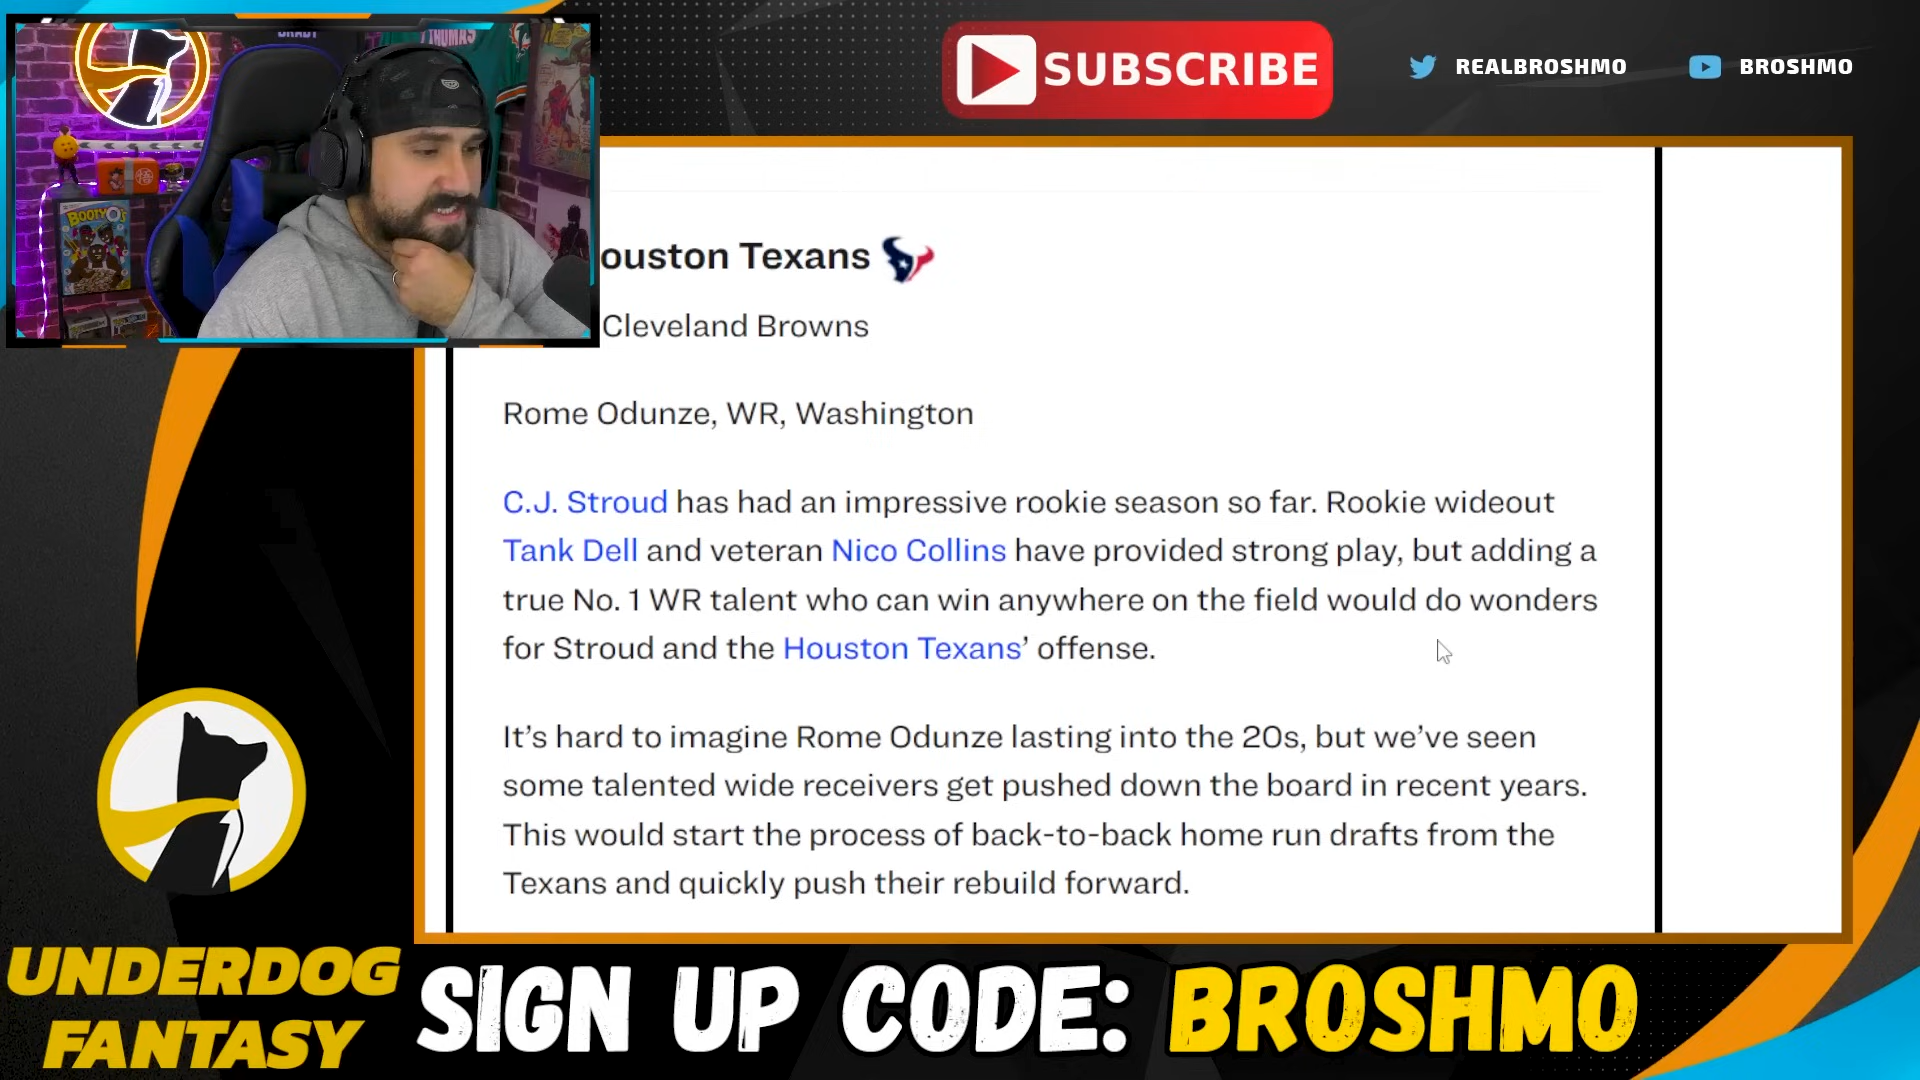 BRADY
THOMAS
BOOTY O's
SUBSCRIBE
REALBROSHMO
BROSHMO
ouston Texans
Cleveland Browns
Rome Odunze, WR, Washington
C.J. Stroud has had an impressive rookie season so far. Rookie wideout
Tank Dell and veteran Nico Collins have provided strong play, but adding a
true No. 1 WR talent who can win anywhere on the field would do wonders
for Stroud and the Houston Texans’ offense.
It’s hard to imagine Rome Odunze lasting into the 20s, but we’ve seen
some talented wide receivers get pushed down the board in recent years.
This would start the process of back-to-back home run drafts from the
Texans and quickly push their rebuild forward.
UNDERDOG
FANTASY
SIGN UP CODE: BROSHMO